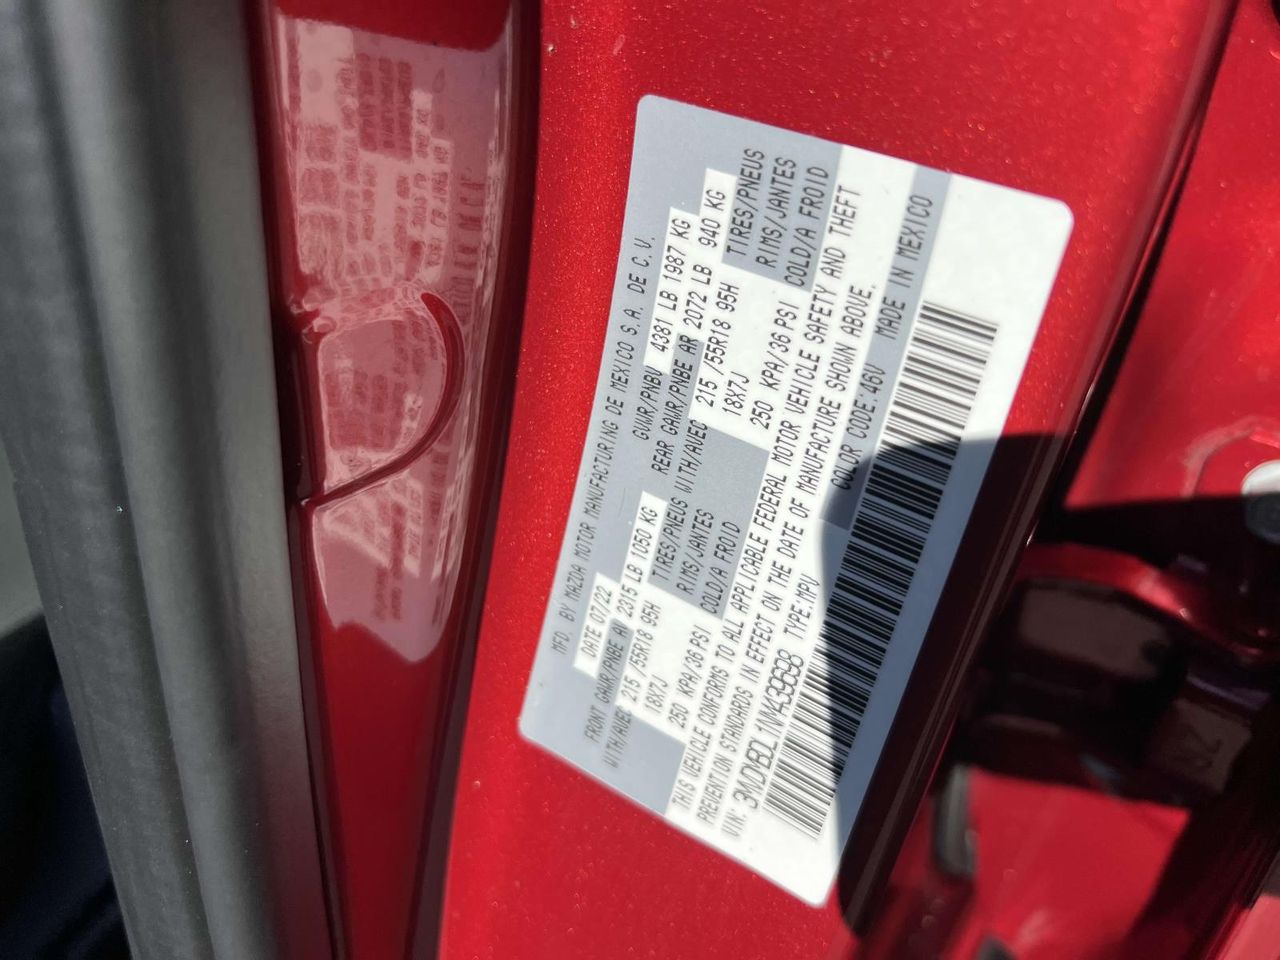 MFD. BY MAZDA MOTOR MANUFACTURING DE MEXICO S.A. DE C.V.
DATE 07/22 GVWR/PNBV 4381 LB 1987 KG
FRONT GAWR/PNBE AV 2315 LB 1050 KG REAR GAWR/PNBE AR 2072 LB 940 KG
WITH/AVEC 215 /55R18 95H TIRES/PNEUS WITH/AVEC 215 /55R18 95H TIRES/PNEUS
18X7J RIMS/JANTES 18X7J RIMS/JANTES
250 KPA/36 PSI COLD/A FROID 250 KPA/36 PSI COLD/A FROID
THIS VEHICLE CONFORMS TO ALL APPLICABLE FEDERAL MOTOR VEHICLE SAFETY AND THEFT
PREVENTION STANDARDS IN EFFECT ON THE DATE OF MANUFACTURE SHOWN ABOVE.
VIN: 3MVDMBDL1NM439698 TYPE:MPV COLOR CODE:46V MADE IN MEXICO